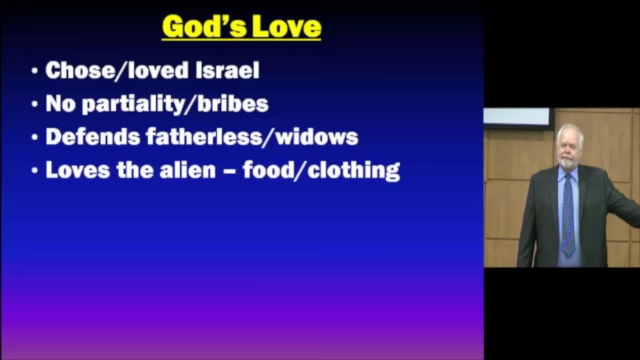 God's Love
• Chose/loved Israel
• No partiality/bribes
• Defends fatherless/widows
• Loves the alien – food/clothing